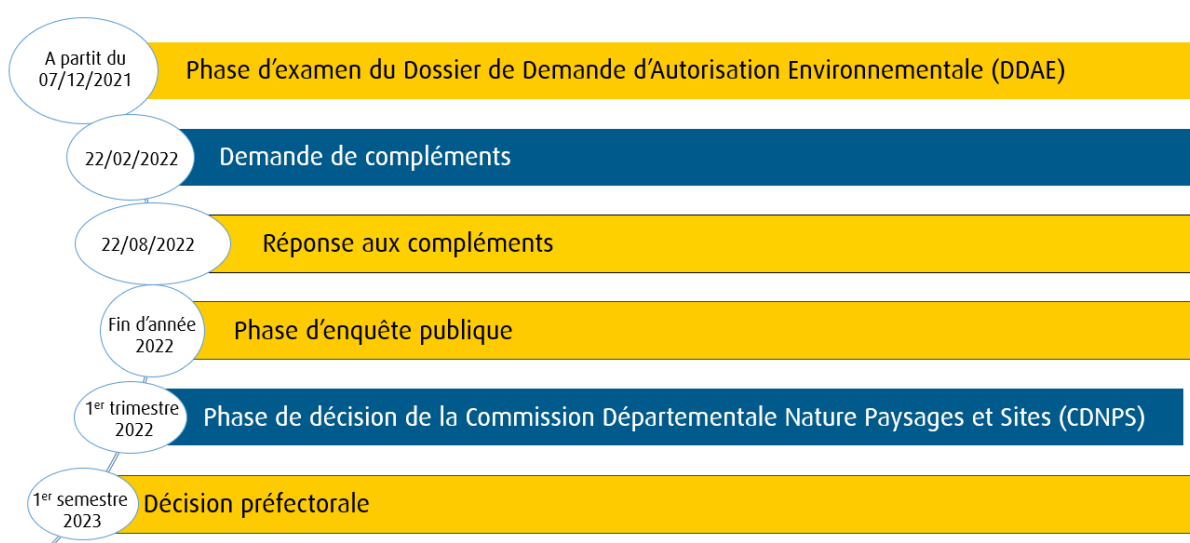 A partit du
07/12/2021
Phase d'examen du Dossier de Demande d'Autorisation Environnementale (DDAE)
22/02/2022
Demande de compléments
22/08/2022
Réponse aux compléments
Fin d'année
2022
Phase d'enquête publique
1er trimestre
2022
Phase de décision de la Commission Départementale Nature Paysages et Sites (CDNPS)
1er semestre
2023
Décision préfectorale